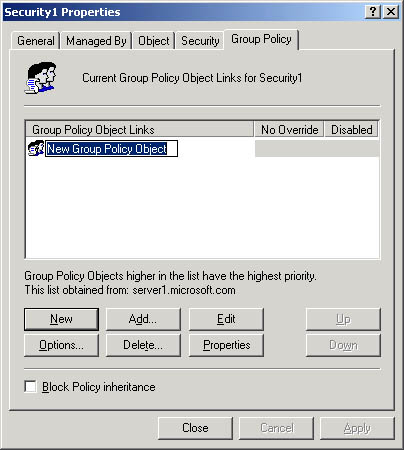 Security1 Properties
General Managed By Object Security Group Policy
Current Group Policy Object Links for Security1
Group Policy Object Links No Override Disabled
New Group Policy Object
Group Policy Objects higher in the list have the highest priority.
This list obtained from: server1.microsoft.com
New Add... Edit Up
Options... Delete... Properties Down
Block Policy inheritance
Close Cancel Apply